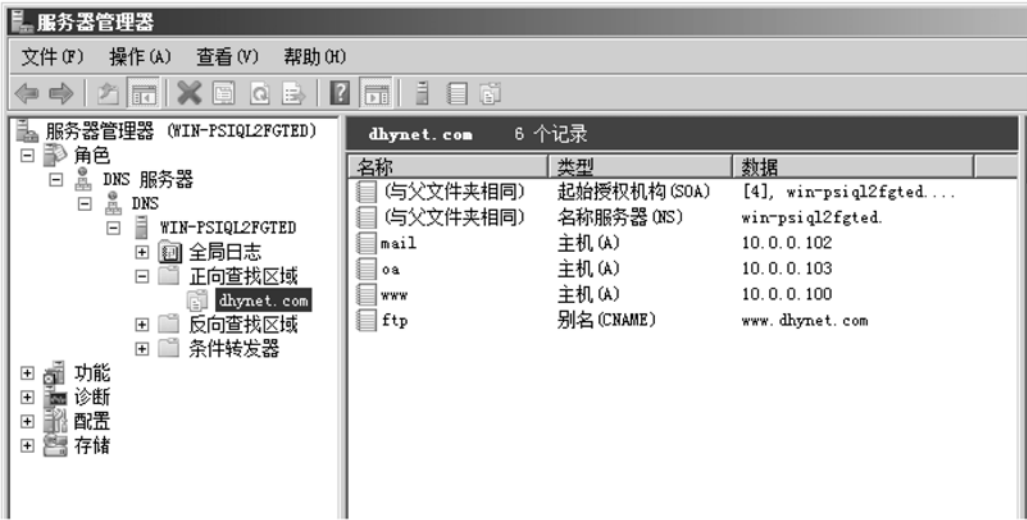 服务器管理器
文件(F) 操作(A) 查看(V) 帮助(H)
服务器管理器 (WIN-PSIQL2FGTED)
角色
DNS 服务器
DNS
WIN-PSIQL2FGTED
全局日志
正向查找区域
dhynet.com
反向查找区域
条件转发器
功能
诊断
配置
存储
dhynet.com 6 个记录
名称 类型 数据
(与父文件夹相同) 起始授权机构(SOA) [4], win-psiql2fgted....
(与父文件夹相同) 名称服务器(NS) win-psiql2fgted.
mail 主机(A) 10.0.0.102
oa 主机(A) 10.0.0.103
www 主机(A) 10.0.0.100
ftp 别名(CNAME) www.dhynet.com